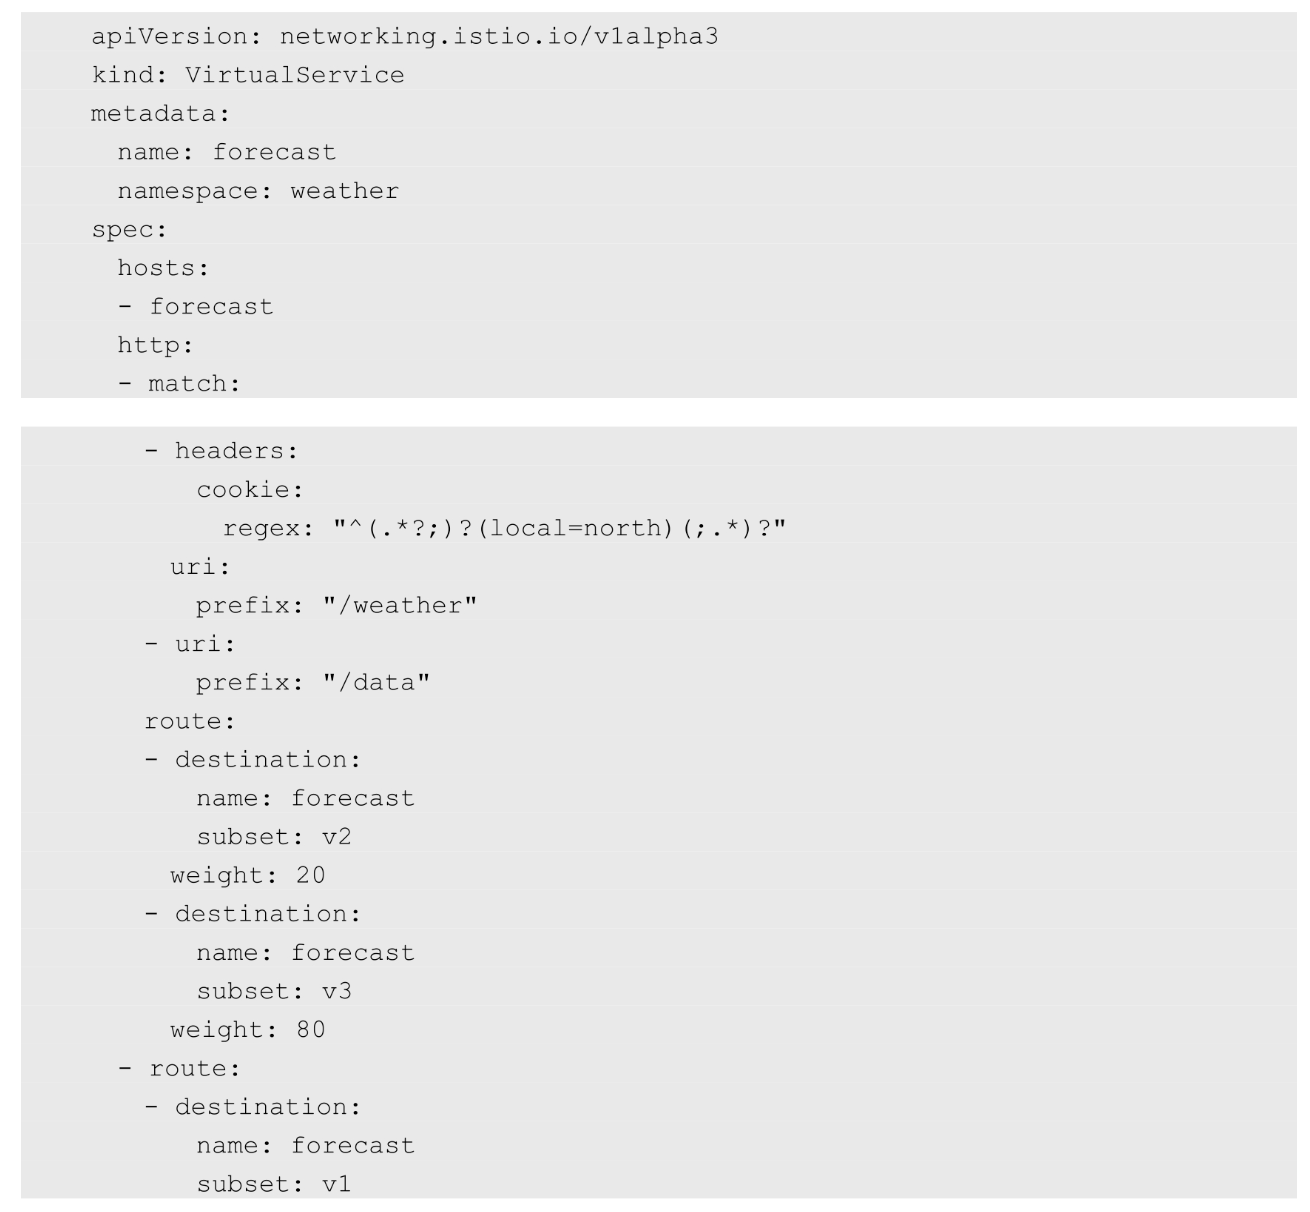 apiVersion: networking.istio.io/v1alpha3
kind: VirtualService
metadata:
  name: forecast
  namespace: weather
spec:
  hosts:
  - forecast
  http:
  - match:
    - headers:
        cookie:
          regex: "^(.*?;)?(local=north)(;.*)?"
      uri:
        prefix: "/weather"
    - uri:
        prefix: "/data"
    route:
    - destination:
        name: forecast
        subset: v2
      weight: 20
    - destination:
        name: forecast
        subset: v3
      weight: 80
  - route:
    - destination:
        name: forecast
        subset: v1